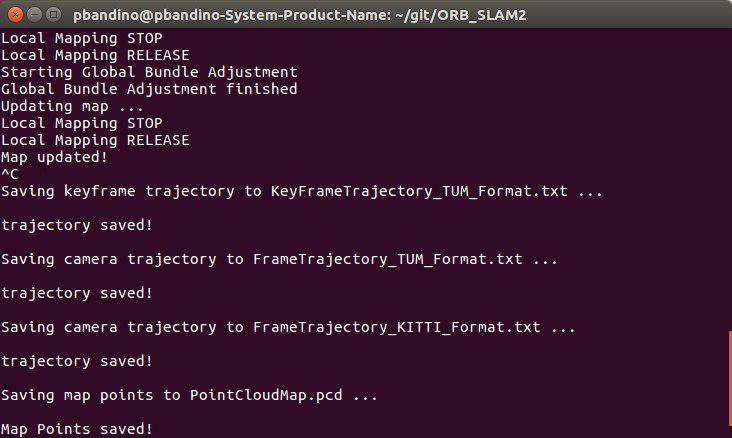 pbandino@pbandino-System-Product-Name: ~/git/ORB_SLAM2
Local Mapping STOP
Local Mapping RELEASE
Starting Global Bundle Adjustment
Global Bundle Adjustment finished
Updating map ...
Local Mapping STOP
Local Mapping RELEASE
Map updated!
^C
Saving keyframe trajectory to KeyFrameTrajectory_TUM_Format.txt ...
trajectory saved!
Saving camera trajectory to FrameTrajectory_TUM_Format.txt ...
trajectory saved!
Saving camera trajectory to FrameTrajectory_KITTI_Format.txt ...
trajectory saved!
Saving map points to PointCloudMap.pcd ...
Map Points saved!